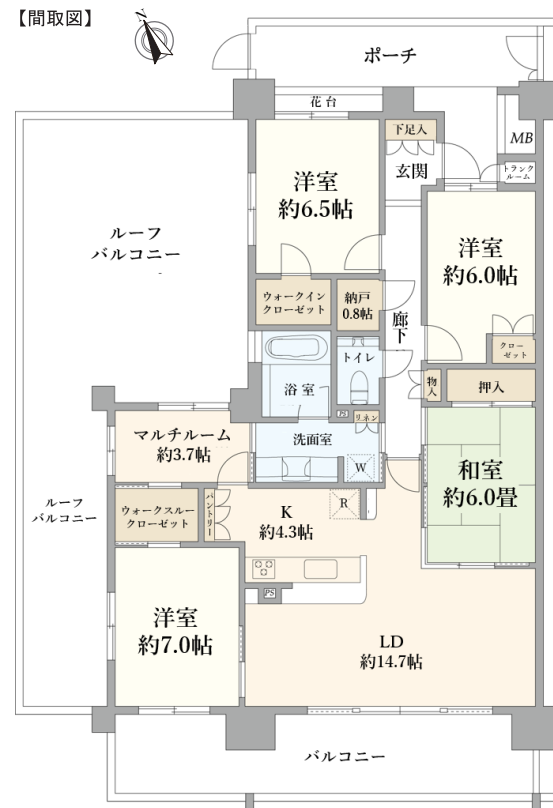 【間取図】
N
ポーチ
花台
下足入
MB
玄関
トランク
ルーム
洋室
約6.5帖
ルーフ
バルコニー
洋室
約6.0帖
ウォークイン
クローゼット
納戸
0.8帖
廊下
クロー
ゼット
トイレ
浴室
物入
押入
PS
リネン
マルチルーム
約3.7帖
洗面室
W
和室
約6.0畳
ルーフ
バルコニー
ウォークスルー
クローゼット
パントリー
K
約4.3帖
R
PS
洋室
約7.0帖
LD
約14.7帖
バルコニー